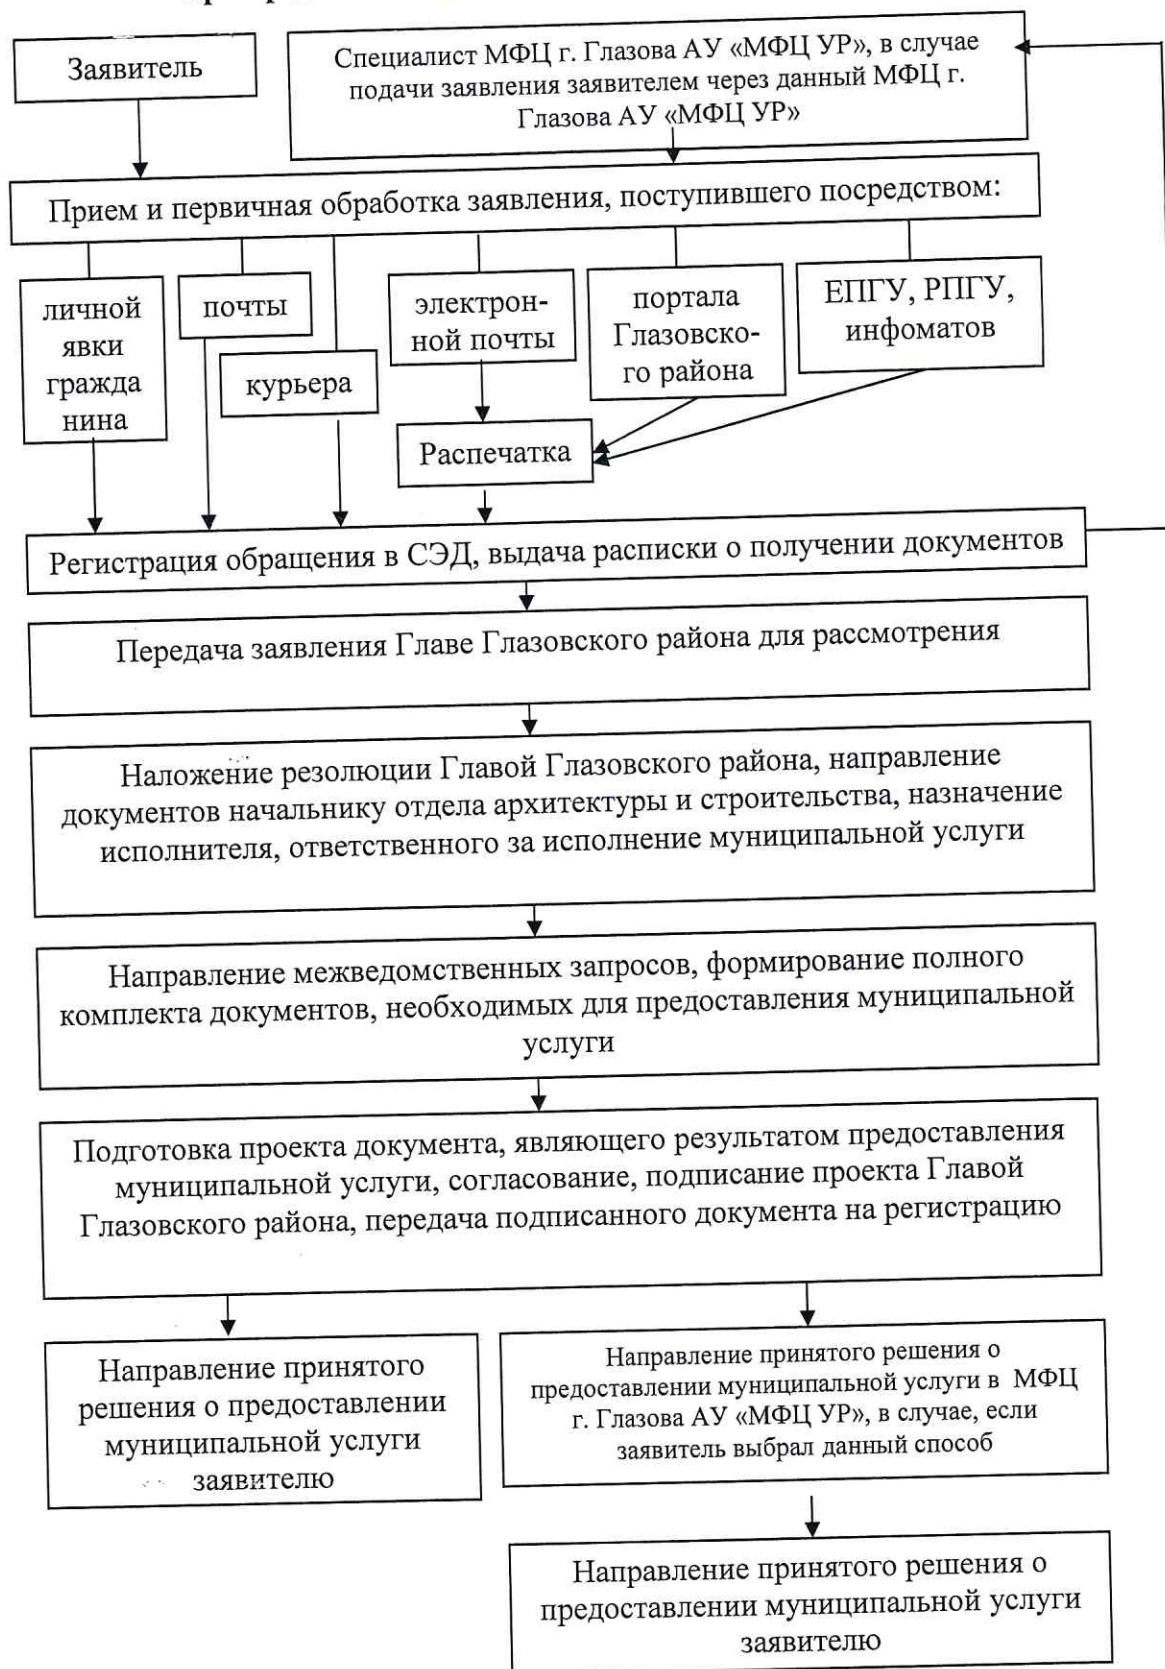 Заявитель
Специалист МФЦ г. Глазова АУ «МФЦ УР», в случае
подачи заявления заявителем через данный МФЦ г.
Глазова АУ «МФЦ УР»
Прием и первичная обработка заявления, поступившего посредством:
личной
явки
гражда
нина
почты
курьера
электрон-
ной почты
портала
Глазовско-
го района
ЕПГУ, РПГУ,
инфоматов
Распечатка
Регистрация обращения в СЭД, выдача расписки о получении документов
Передача заявления Главе Глазовского района для рассмотрения
Наложение резолюции Главой Глазовского района, направление
документов начальнику отдела архитектуры и строительства, назначение
исполнителя, ответственного за исполнение муниципальной услуги
Направление межведомственных запросов, формирование полного
комплекта документов, необходимых для предоставления муниципальной
услуги
Подготовка проекта документа, являющего результатом предоставления
муниципальной услуги, согласование, подписание проекта Главой
Глазовского района, передача подписанного документа на регистрацию
Направление принятого
решения о предоставлении
муниципальной услуги
заявителю
Направление принятого решения о
предоставлении муниципальной услуги в МФЦ
г. Глазова АУ «МФЦ УР», в случае, если
заявитель выбрал данный способ
Направление принятого решения о
предоставлении муниципальной услуги
заявителю